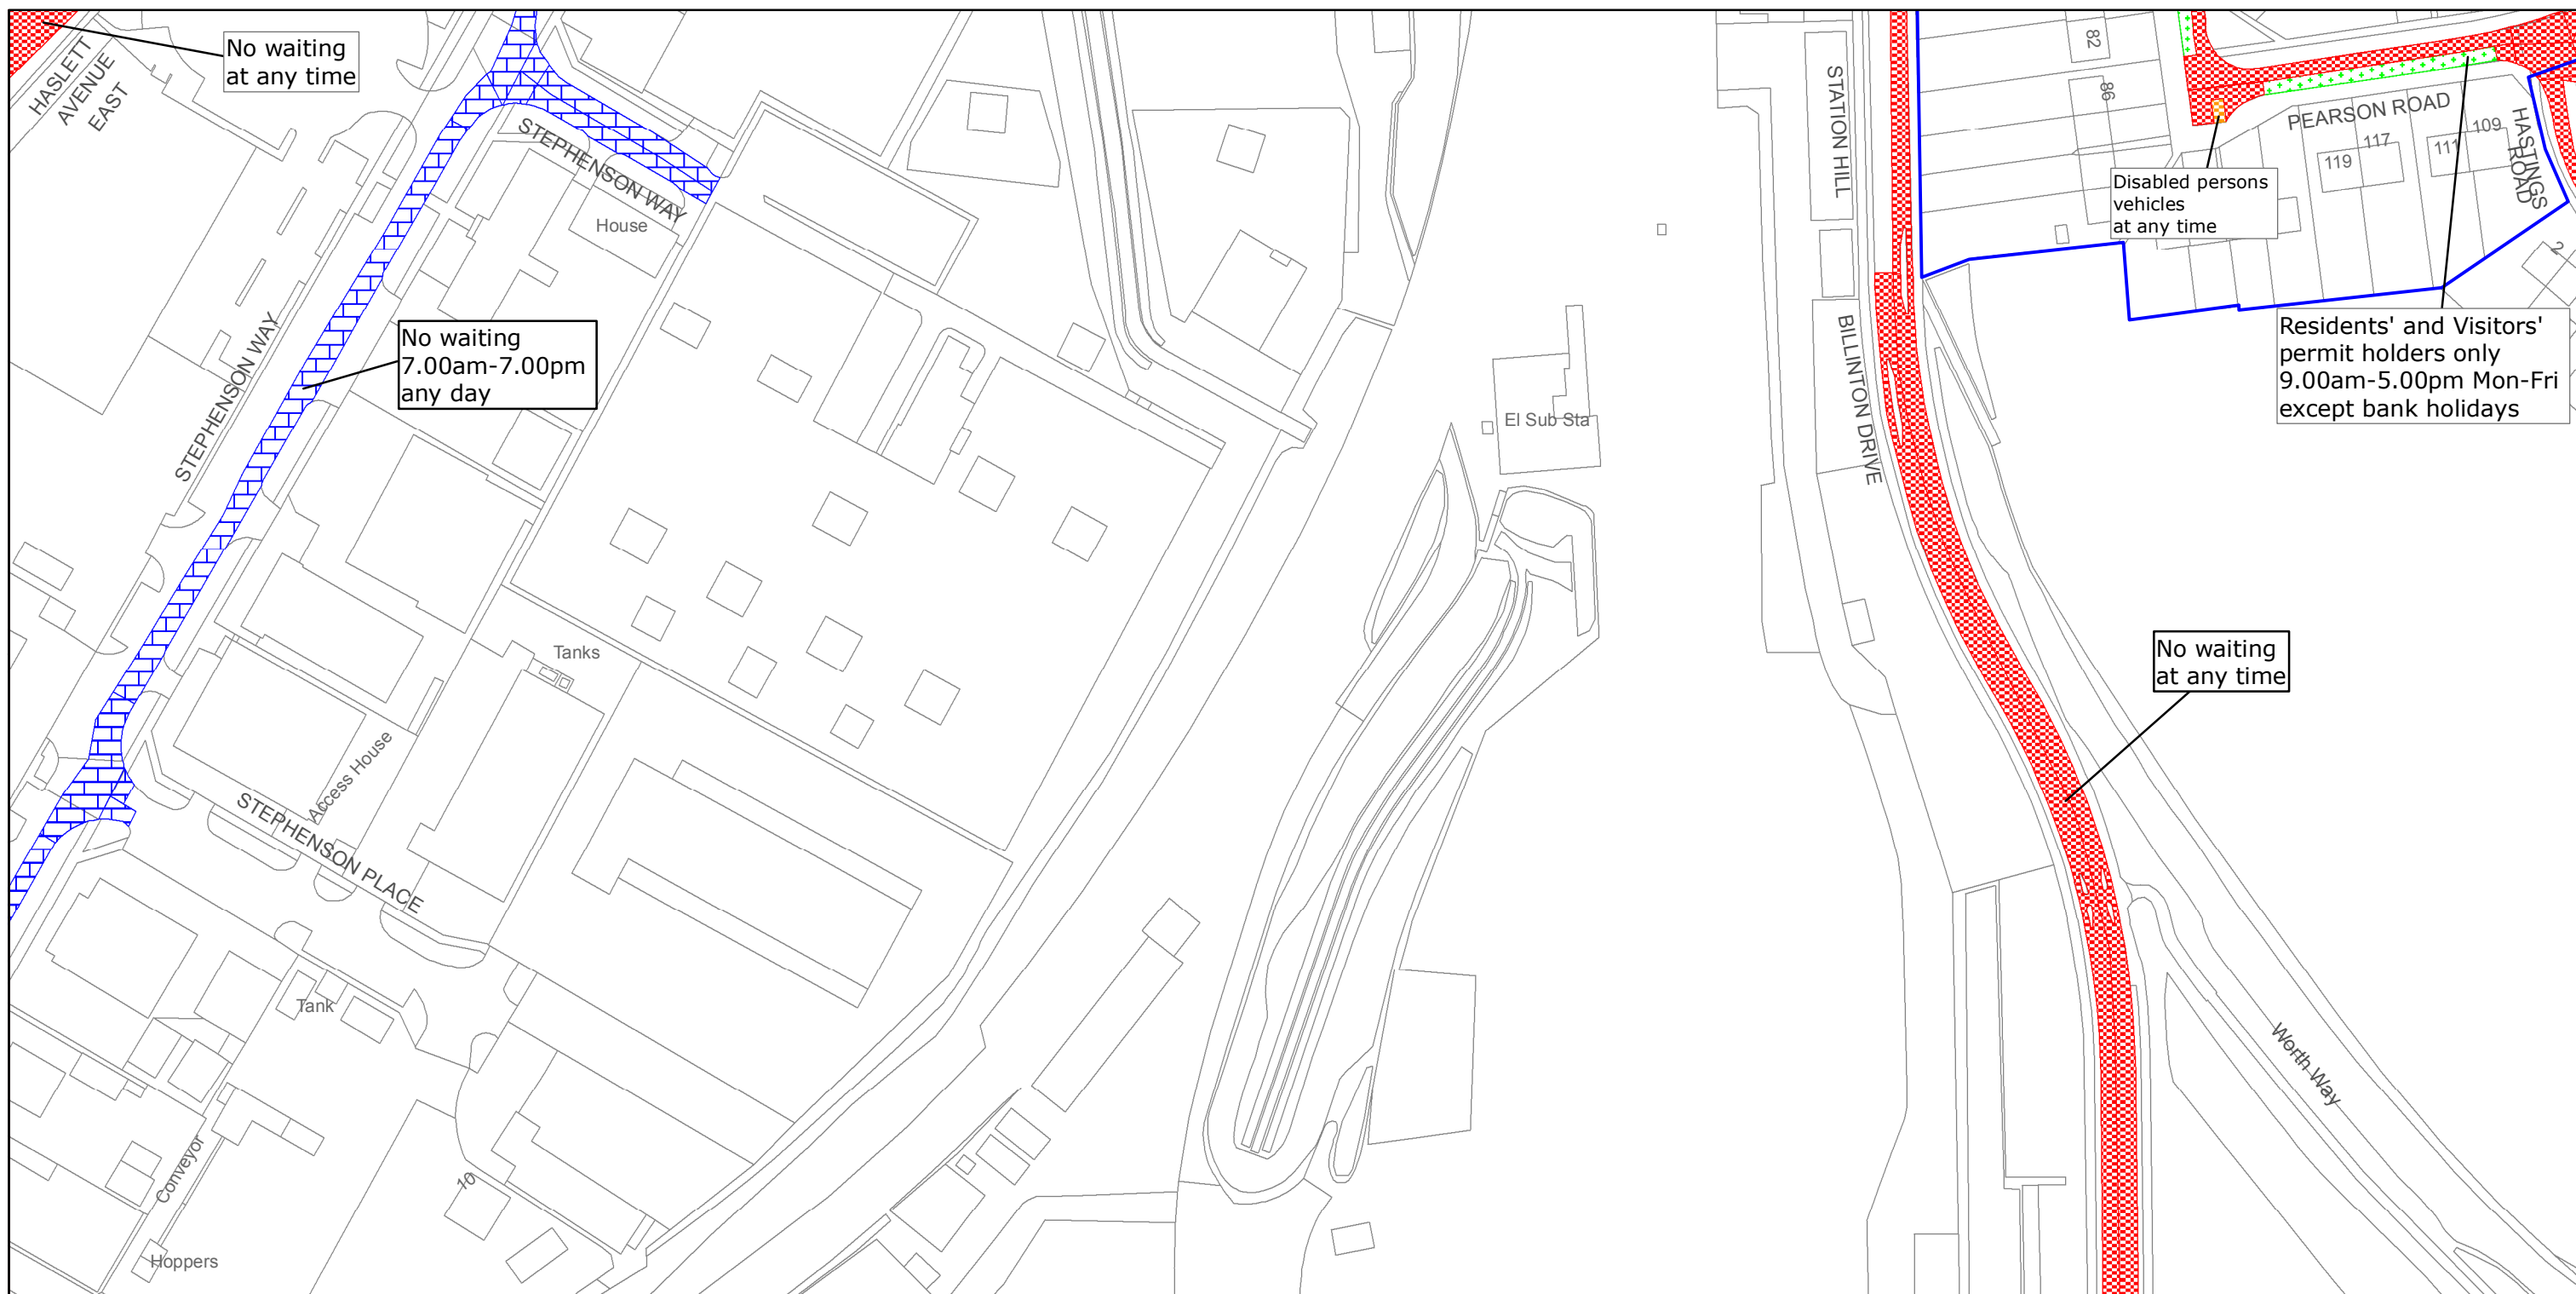 No waiting
at any time
HASLETT
AVENUE
EAST
STEPHENSON WAY
House
No waiting
7.00am-7.00pm
any day
STEPHENSON WAY
Tanks
Access House
STEPHENSON PLACE
Tank
Conveyor
10
Hoppers
El Sub Sta
STATION HILL
BILLINTON DRIVE
82
86
PEARSON ROAD
119
117
111
109
HASTINGS
ROAD
2
Disabled persons
vehicles
at any time
Residents' and Visitors'
permit holders only
9.00am-5.00pm Mon-Fri
except bank holidays
No waiting
at any time
Worth Way